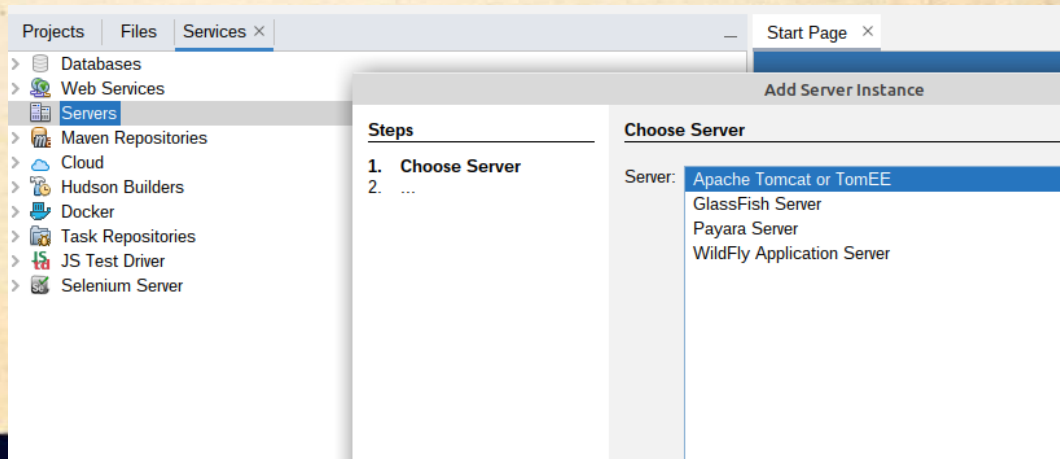 Projects Files Services × Start Page ×
Databases
Web Services
Servers
Maven Repositories
Cloud
Hudson Builders
Docker
Task Repositories
JS Test Driver
Selenium Server
Add Server Instance
Steps
1. Choose Server
2. ...
Choose Server
Server: Apache Tomcat or TomEE
GlassFish Server
Payara Server
WildFly Application Server